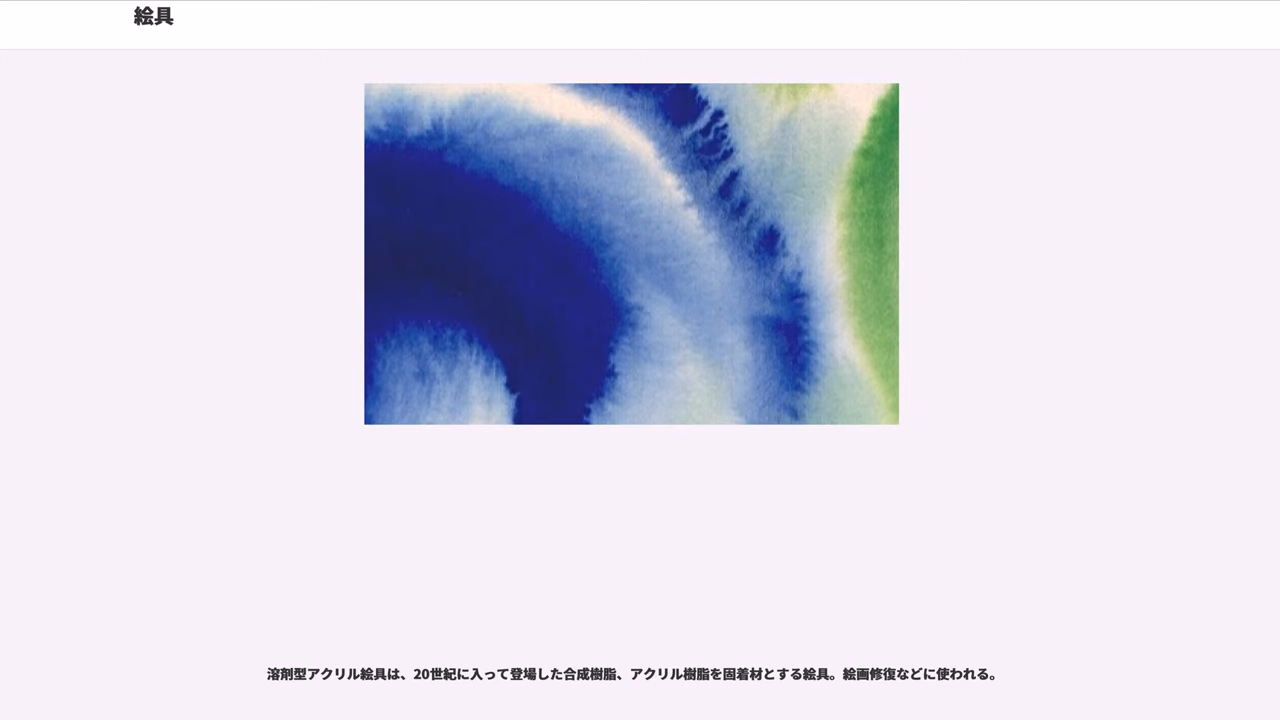 絵具
溶剤型アクリル絵具は、20世紀に入って登場した合成樹脂、アクリル樹脂を固着材とする絵具。絵画修復などに使われる。